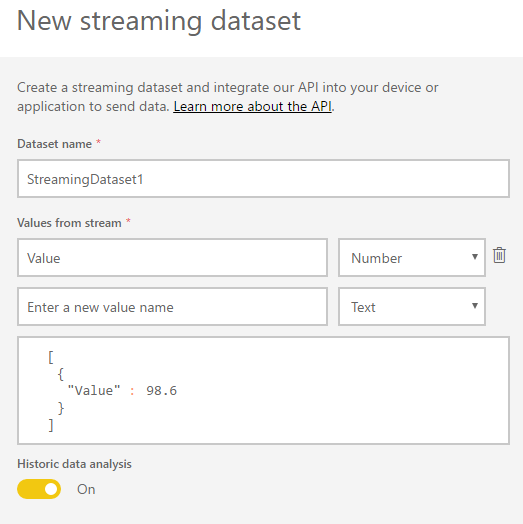 New streaming dataset
Create a streaming dataset and integrate our API into your device or
application to send data. Learn more about the API.
Dataset name *
StreamingDataset1
Values from stream *
Value Number
Enter a new value name Text
[
{
"Value" : 98.6
}
]
Historic data analysis
On